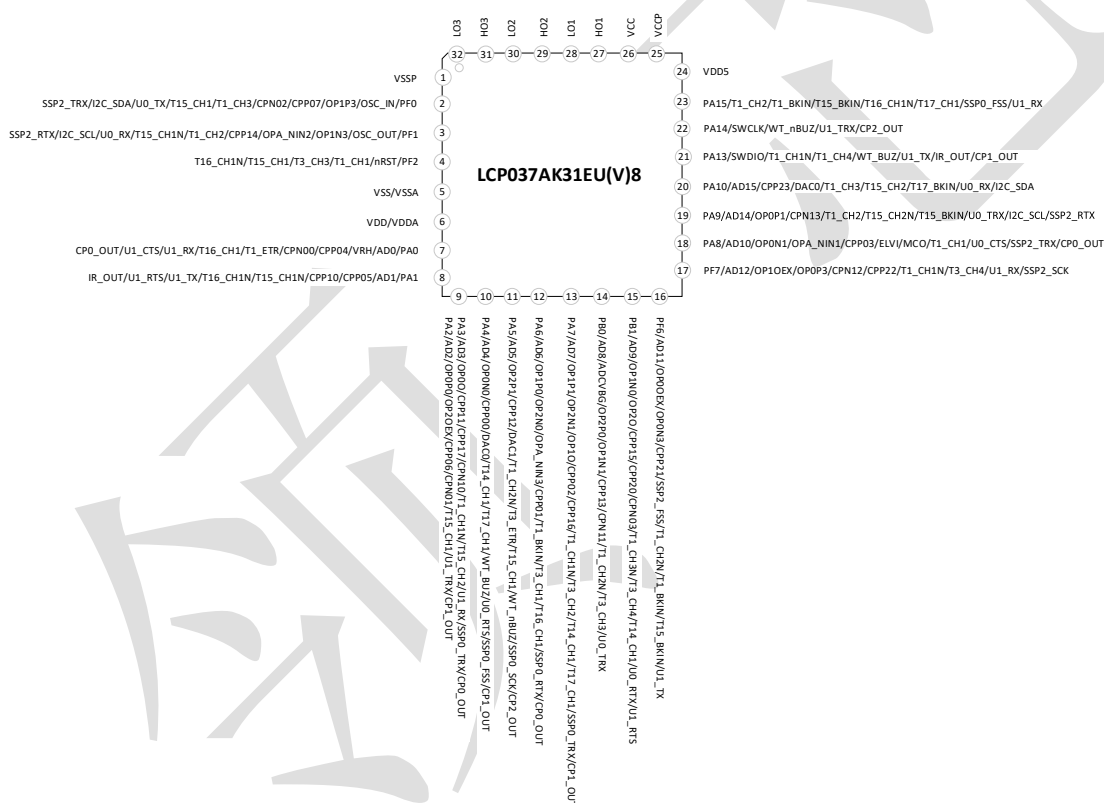 LO3
HO3
LO2
HO2
LO1
HO1
VCC
VCCP
32
31
30
29
28
27
26
25
VSSP
1
SSP2_TRX/I2C_SDA/U0_TX/T15_CH1/T1_CH3/CPN02/CPP07/OP1P3/OSC_IN/PF0
2
SSP2_RTX/I2C_SCL/U0_RX/T15_CH1N/T1_CH2/CPP14/OPA_NIN2/OP1N3/OSC_OUT/PF1
3
T16_CH1N/T15_CH1/T3_CH3/T1_CH1/nRST/PF2
4
VSS/VSSA
5
VDD/VDDA
6
CP0_OUT/U1_CTS/U1_RX/T16_CH1/T1_ETR/CPN00/CPP04/VRH/AD0/PA0
7
IR_OUT/U1_RTS/U1_TX/T16_CH1N/T15_CH1N/CPP10/CPP05/AD1/PA1
8
LCP037AK31EU(V)8
24
VDD5
23
PA15/T1_CH2/T1_BKIN/T15_BKIN/T16_CH1N/T17_CH1/SSP0_FSS/U1_RX
22
PA14/SWCLK/WT_nBUZ/U1_TRX/CP2_OUT
21
PA13/SWDIO/T1_CH1N/T1_CH4/WT_BUZ/U1_TX/IR_OUT/CP1_OUT
20
PA10/AD15/CPP23/DAC0/T1_CH3/T15_CH2/T17_BKIN/U0_RX/I2C_SDA
19
PA9/AD14/OP0P1/CPN13/T1_CH2/T15_CH2N/T15_BKIN/U0_TRX/I2C_SCL/SSP2_RTX
18
PA8/AD10/OP0N1/OPA_NIN1/CPP03/ELVI/MCO/T1_CH1/U0_CTS/SSP2_TRX/CP0_OUT
17
PF7/AD12/OP1OEX/OP0P3/CPN12/CPP22/T1_CH1N/T3_CH4/U1_RX/SSP2_SCK
9
10
11
12
13
14
15
16
PA2/AD2/OP0P0/OP2OEX/CPP06/CPN01/T15_CH1/U1_TRX/CP1_OUT
PA3/AD3/OP0O/CPP11/CPP17/CPN10/T1_CH1N/T15_CH2/U1_RX/SSP0_TRX/CP0_OUT
PA4/AD4/OP0N0/CPP00/DAC0/T14_CH1/T17_CH1/WT_BUZ/U0_RTS/SSP0_FSS/CP1_OUT
PA5/AD5/OP2P1/CPP12/DAC1/T1_CH2N/T3_ETR/T15_CH1/WT_nBUZ/SSP0_SCK/CP2_OUT
PA6/AD6/OP1P0/OP2N0/OPA_NIN3/CPP01/T1_BKIN/T3_CH1/T16_CH1/SSP0_RTX/CP0_OUT
PA7/AD7/OP1P1/OP2N1/OP1O/CPP02/CPP16/T1_CH1N/T3_CH2/T14_CH1/T17_CH1/SSP0_TRX/CP1_OUT
PB0/AD8/ADCVBG/OP2P0/OP1N1/CPP13/CPN11/T1_CH2N/T3_CH3/U0_TRX
PB1/AD9/OP1N0/OP2O/CPP15/CPP20/CPN03/T1_CH3N/T3_CH4/T14_CH1/U0_RTX/U1_RTS
PF6/AD11/OP0OEX/OP0N3/CPP21/SSP2_FSS/T1_CH2N/T1_BKIN/T15_BKIN/U1_TX